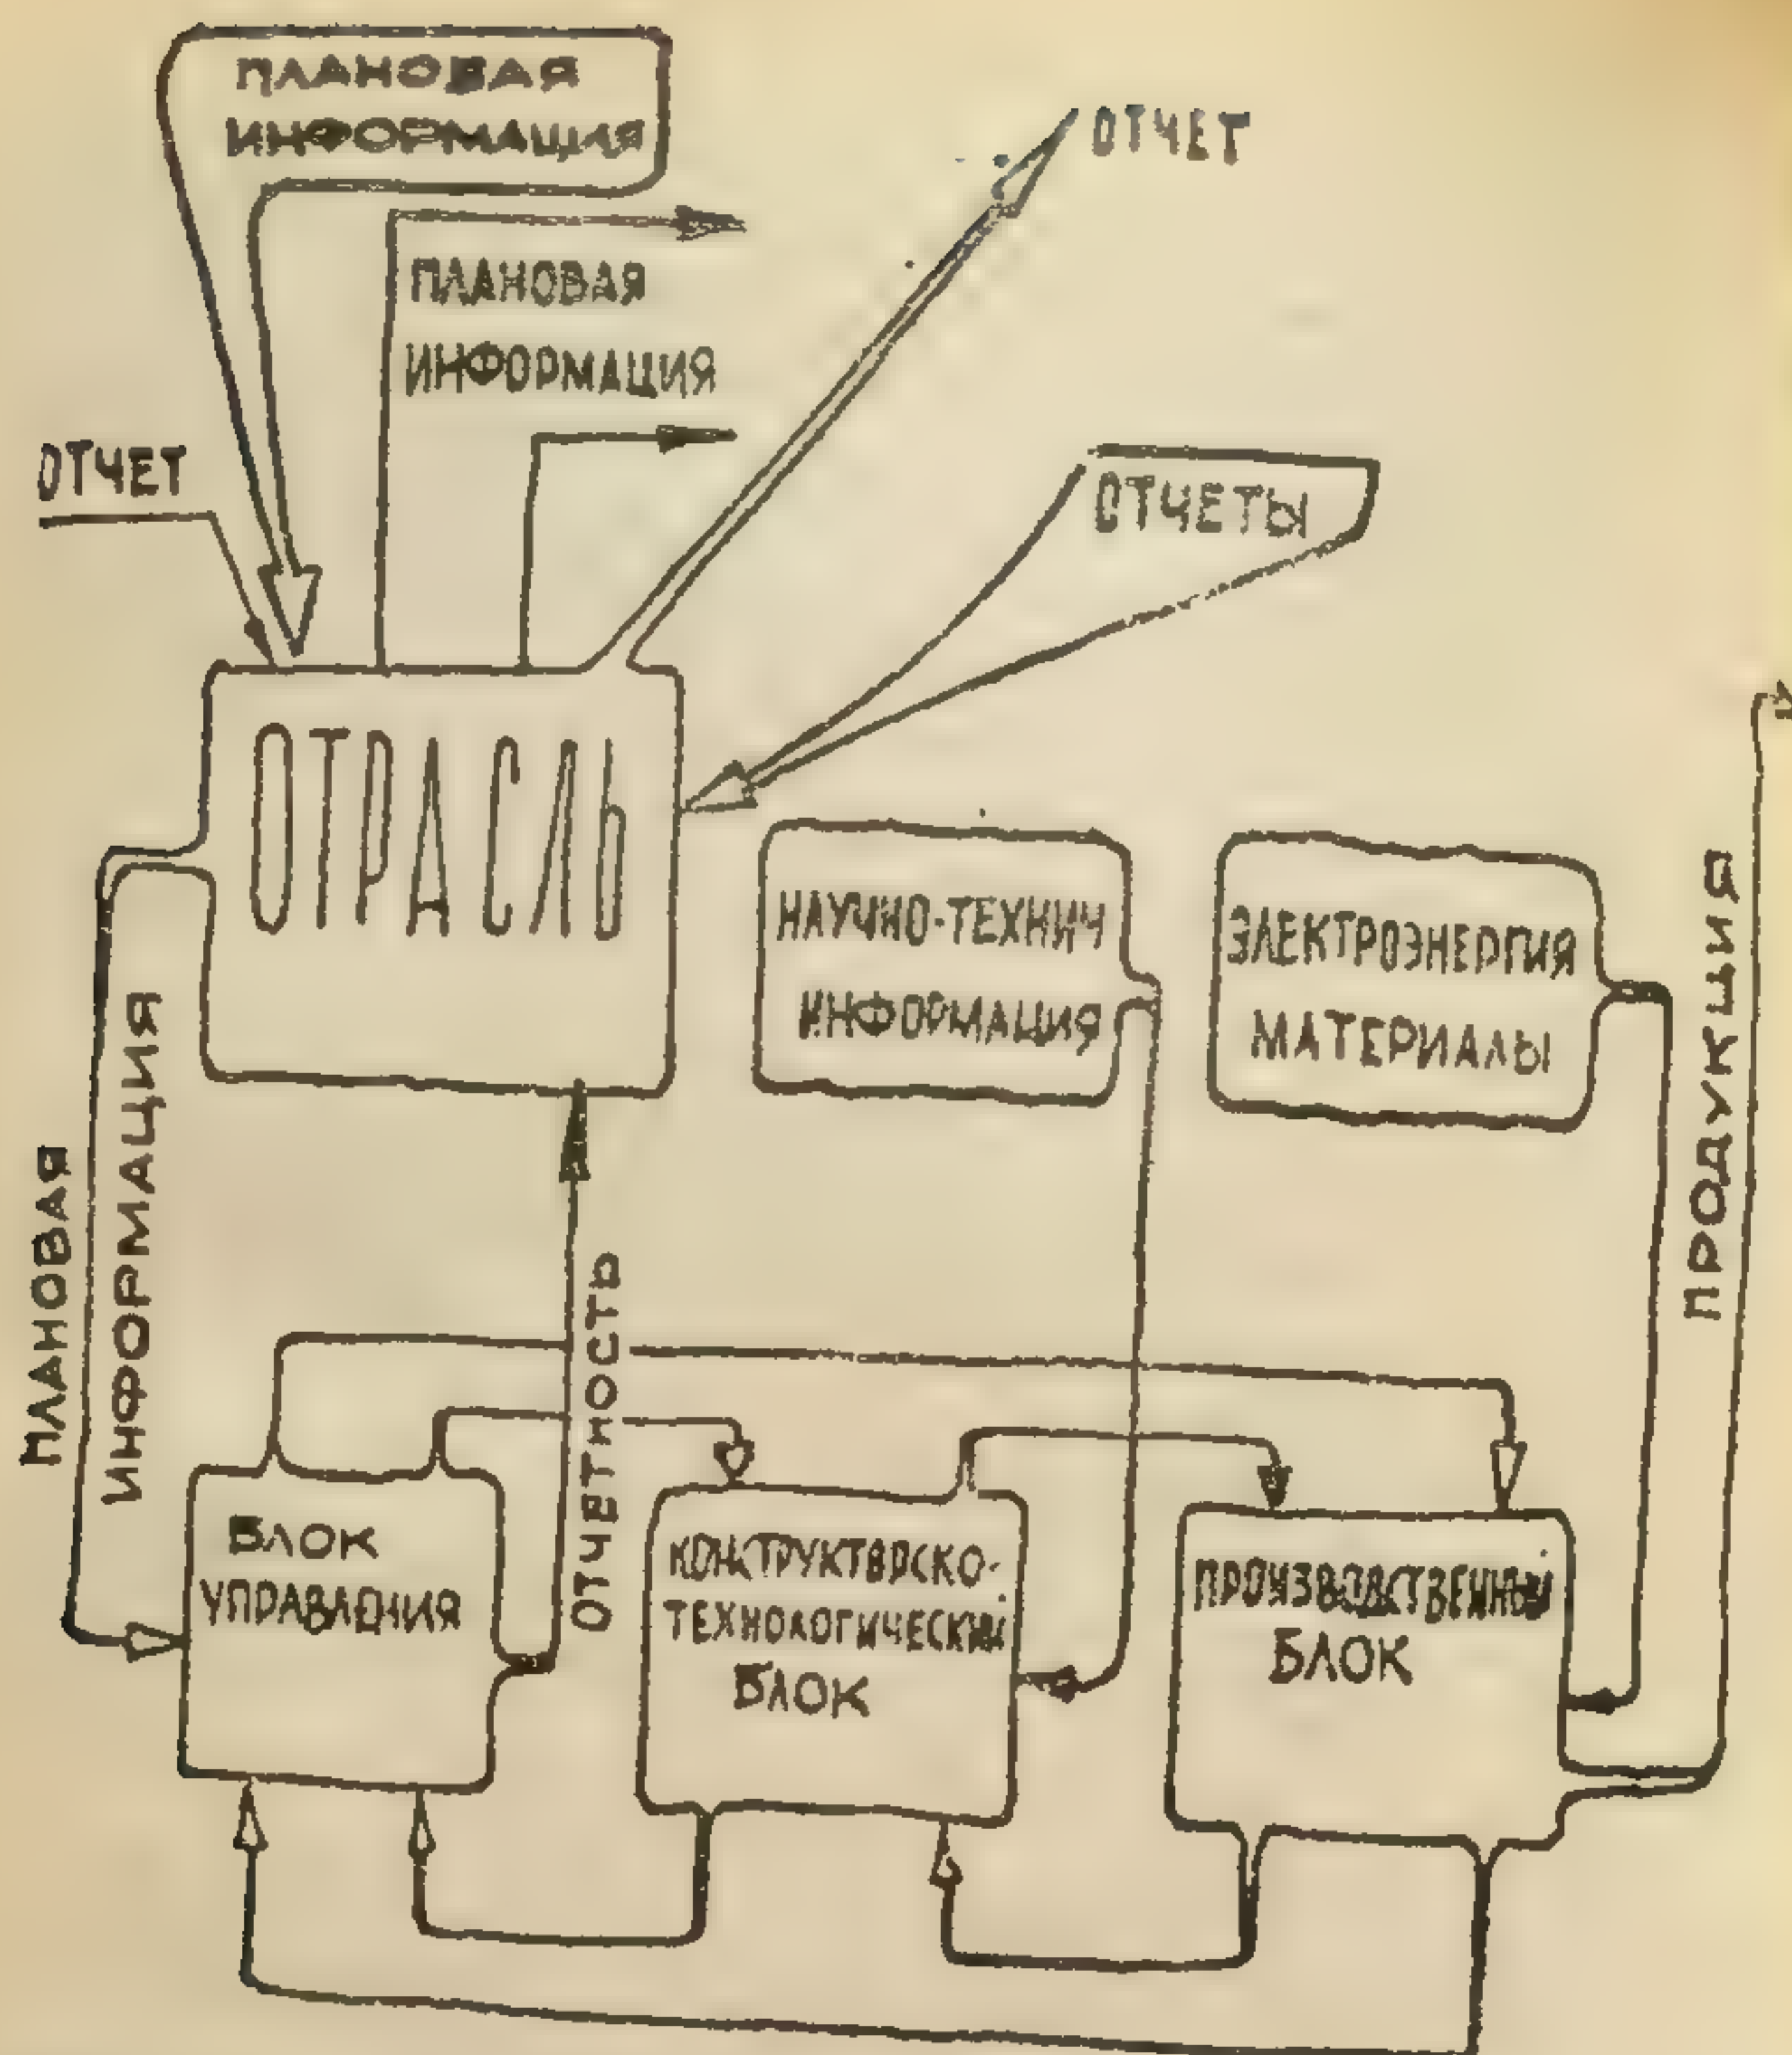 ПЛАНОВАЯ
ИНФОРМАЦИЯ
ОТЧЕТ
ПЛАНОВАЯ
ИНФОРМАЦИЯ
ОТЧЕТ
ОТЧЕТЫ
ОТРАСЛЬ
НАУЧНО-ТЕХНИЧ
ИНФОРМАЦИЯ
ЭЛЕКТРОЭНЕРГИЯ
МАТЕРИАЛЫ
ПРОДУКЦИЯ
ПЛАНОВАЯ
ИНФОРМАЦИЯ
ОТЧЕТНОСТЬ
БЛОК
УПРАВЛЕНИЯ
КОНСТРУКТОРСКО-
ТЕХНОЛОГИЧЕСКИЙ
БЛОК
ПРОИЗВОДСТВЕННЫЙ
БЛОК